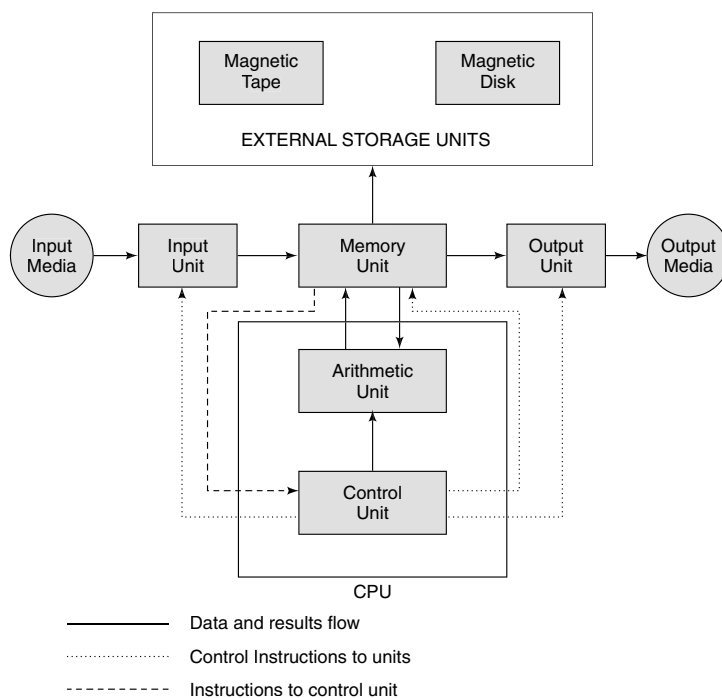 Magnetic
Tape
Magnetic
Disk
EXTERNAL STORAGE UNITS
Input
Media
Input
Unit
Memory
Unit
Output
Unit
Output
Media
Arithmetic
Unit
Control
Unit
CPU
Data and results flow
Control Instructions to units
Instructions to control unit